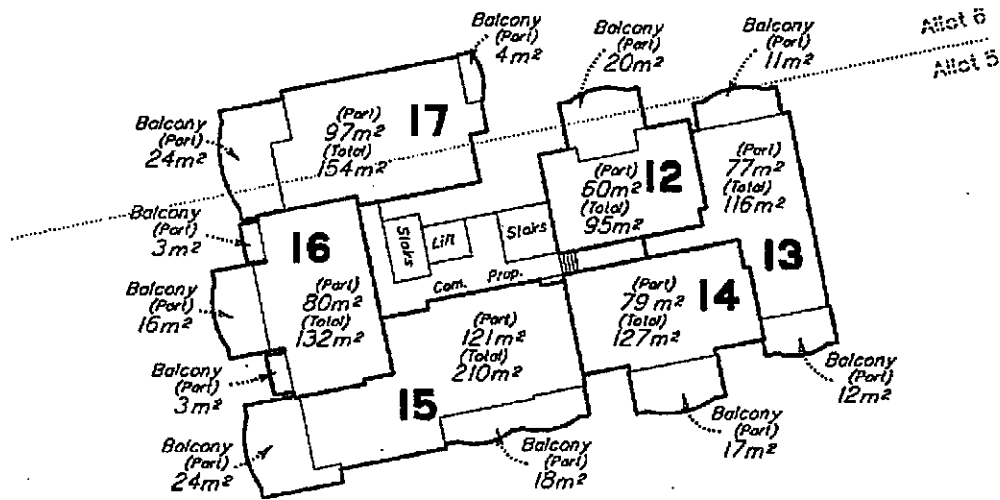 Balcony
(Part)
4m²
Balcony
(Part)
20m²
Balcony
(Part)
11m²
Allot 6
Allot 5
Balcony
(Part)
24m²
(Part)
97m²
(Total)
154m²
17
(Part)
60m²
(Total)
95m²
12
(Part)
77m²
(Total)
116m²
13
Balcony
(Part)
3m²
16
(Part)
80m²
(Total)
132m²
Stairs
Lift
Stairs
Com. Prop.
Balcony
(Part)
16m²
(Part)
79m²
(Total)
127m²
14
(Part)
121m²
(Total)
210m²
15
Balcony
(Part)
3m²
Balcony
(Part)
12m²
Balcony
(Part)
24m²
Balcony
(Part)
18m²
Balcony
(Part)
17m²